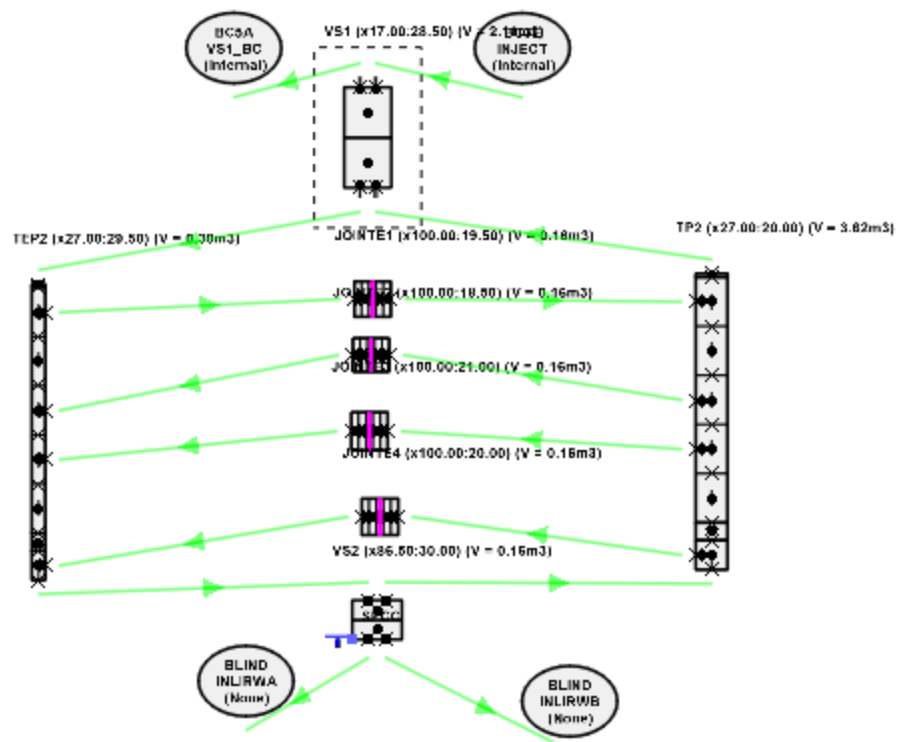 BC5A
VS1_BC
(Internal)
VS1 (x17.00:28.50) (V =
INJECT
(Internal)
TEP2 (x27.00:29.50) (V = 0.30m3)
JOINTE1 (x100.00:19.50) (V = 0.16m3)
TP2 (x27.00:20.00) (V = 3.62m3)
(x100.00:18.50) (V = 0.16m3)
(x100.00:21.00) (V = 0.16m3)
JOINTE4 (x100.00:20.00) (V = 0.16m3)
VS2 (x86.50:30.00) (V = 0.16m3)
BLIND
INLIRWA
(None)
BLIND
INLIRWB
(None)